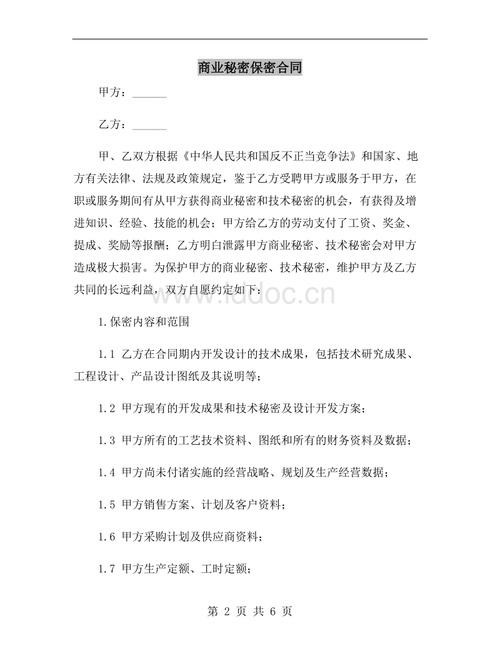 商业秘密保密合同
甲方：______
乙方：______
甲、乙双方根据《中华人民共和国反不正当竞争法》和国家、地
方有关法律、法规及政策规定，鉴于乙方受聘甲方或服务于甲方，在
职或服务期间有从甲方获得商业秘密和技术秘密的机会，有获得及增
进知识、经验、技能的机会；甲方给乙方的劳动支付了工资、奖金、
提成、奖励等报酬；乙方明白泄露甲方商业秘密、技术秘密会对甲方
造成极大损害。为保护甲方的商业秘密、技术秘密，维护甲方及乙方
共同的长远利益，双方自愿约定如下：
www.iddoc.cn
1.保密内容和范围
1.1 乙方在合同期内开发设计的技术成果，包括技术研究成果、
工程设计、产品设计图纸及其说明等；
1.2 甲方现有的开发成果和技术秘密及设计开发方案；
1.3 甲方所有的工艺技术资料、图纸和所有的财务资料及数据；
1.4 甲方尚未付诸实施的经营战略、规划及生产经营数据；
1.5 甲方销售方案、计划及客户资料；
1.6 甲方采购计划及供应商资料；
1.7 甲方生产定额、工时定额；
第 2 页 共 6 页